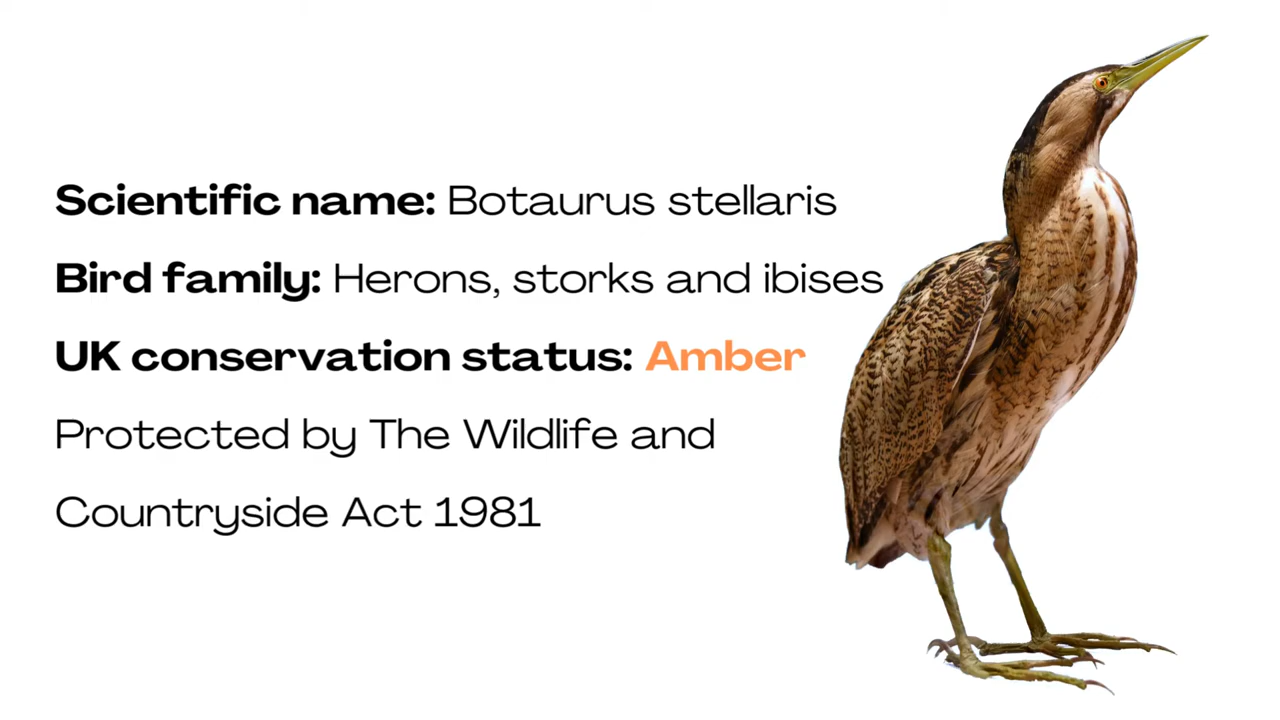 Scientific name: Botaurus stellaris
Bird family: Herons, storks and ibises
UK conservation status: Amber
Protected by The Wildlife and
Countryside Act 1981